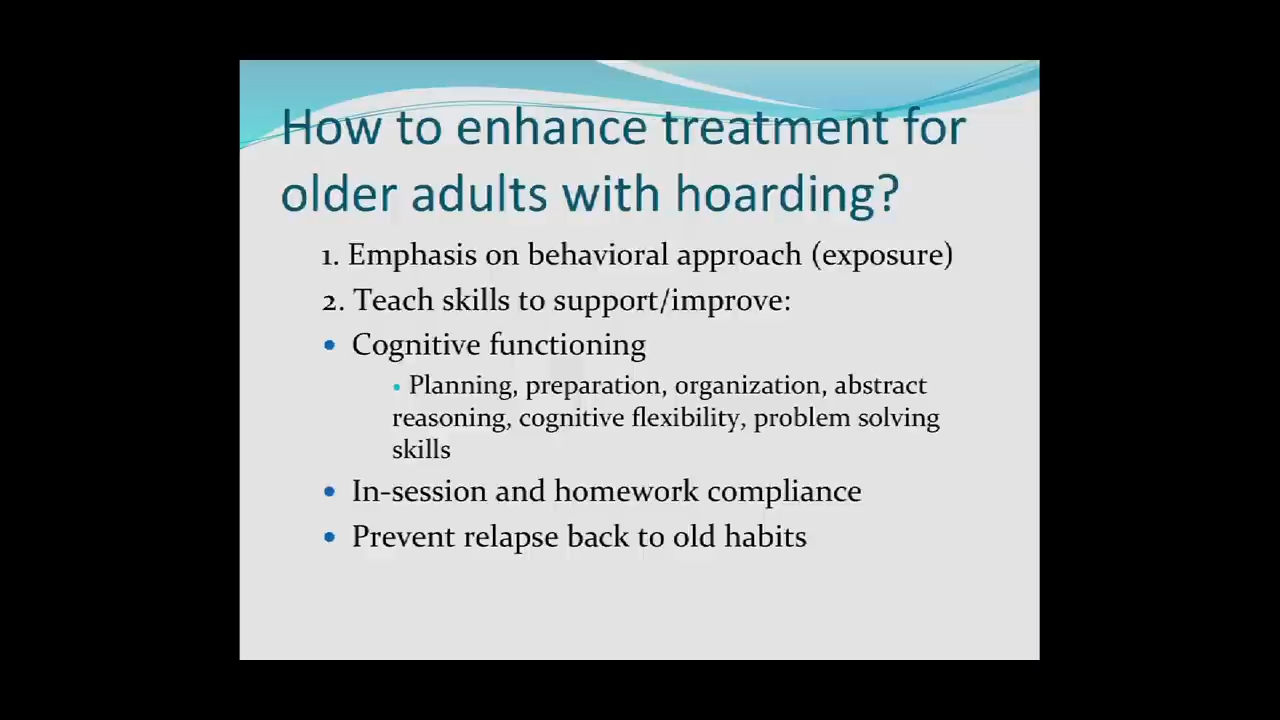 How to enhance treatment for
older adults with hoarding?
1. Emphasis on behavioral approach (exposure)
2. Teach skills to support/improve:
• Cognitive functioning
• Planning, preparation, organization, abstract
reasoning, cognitive flexibility, problem solving
skills
• In-session and homework compliance
• Prevent relapse back to old habits